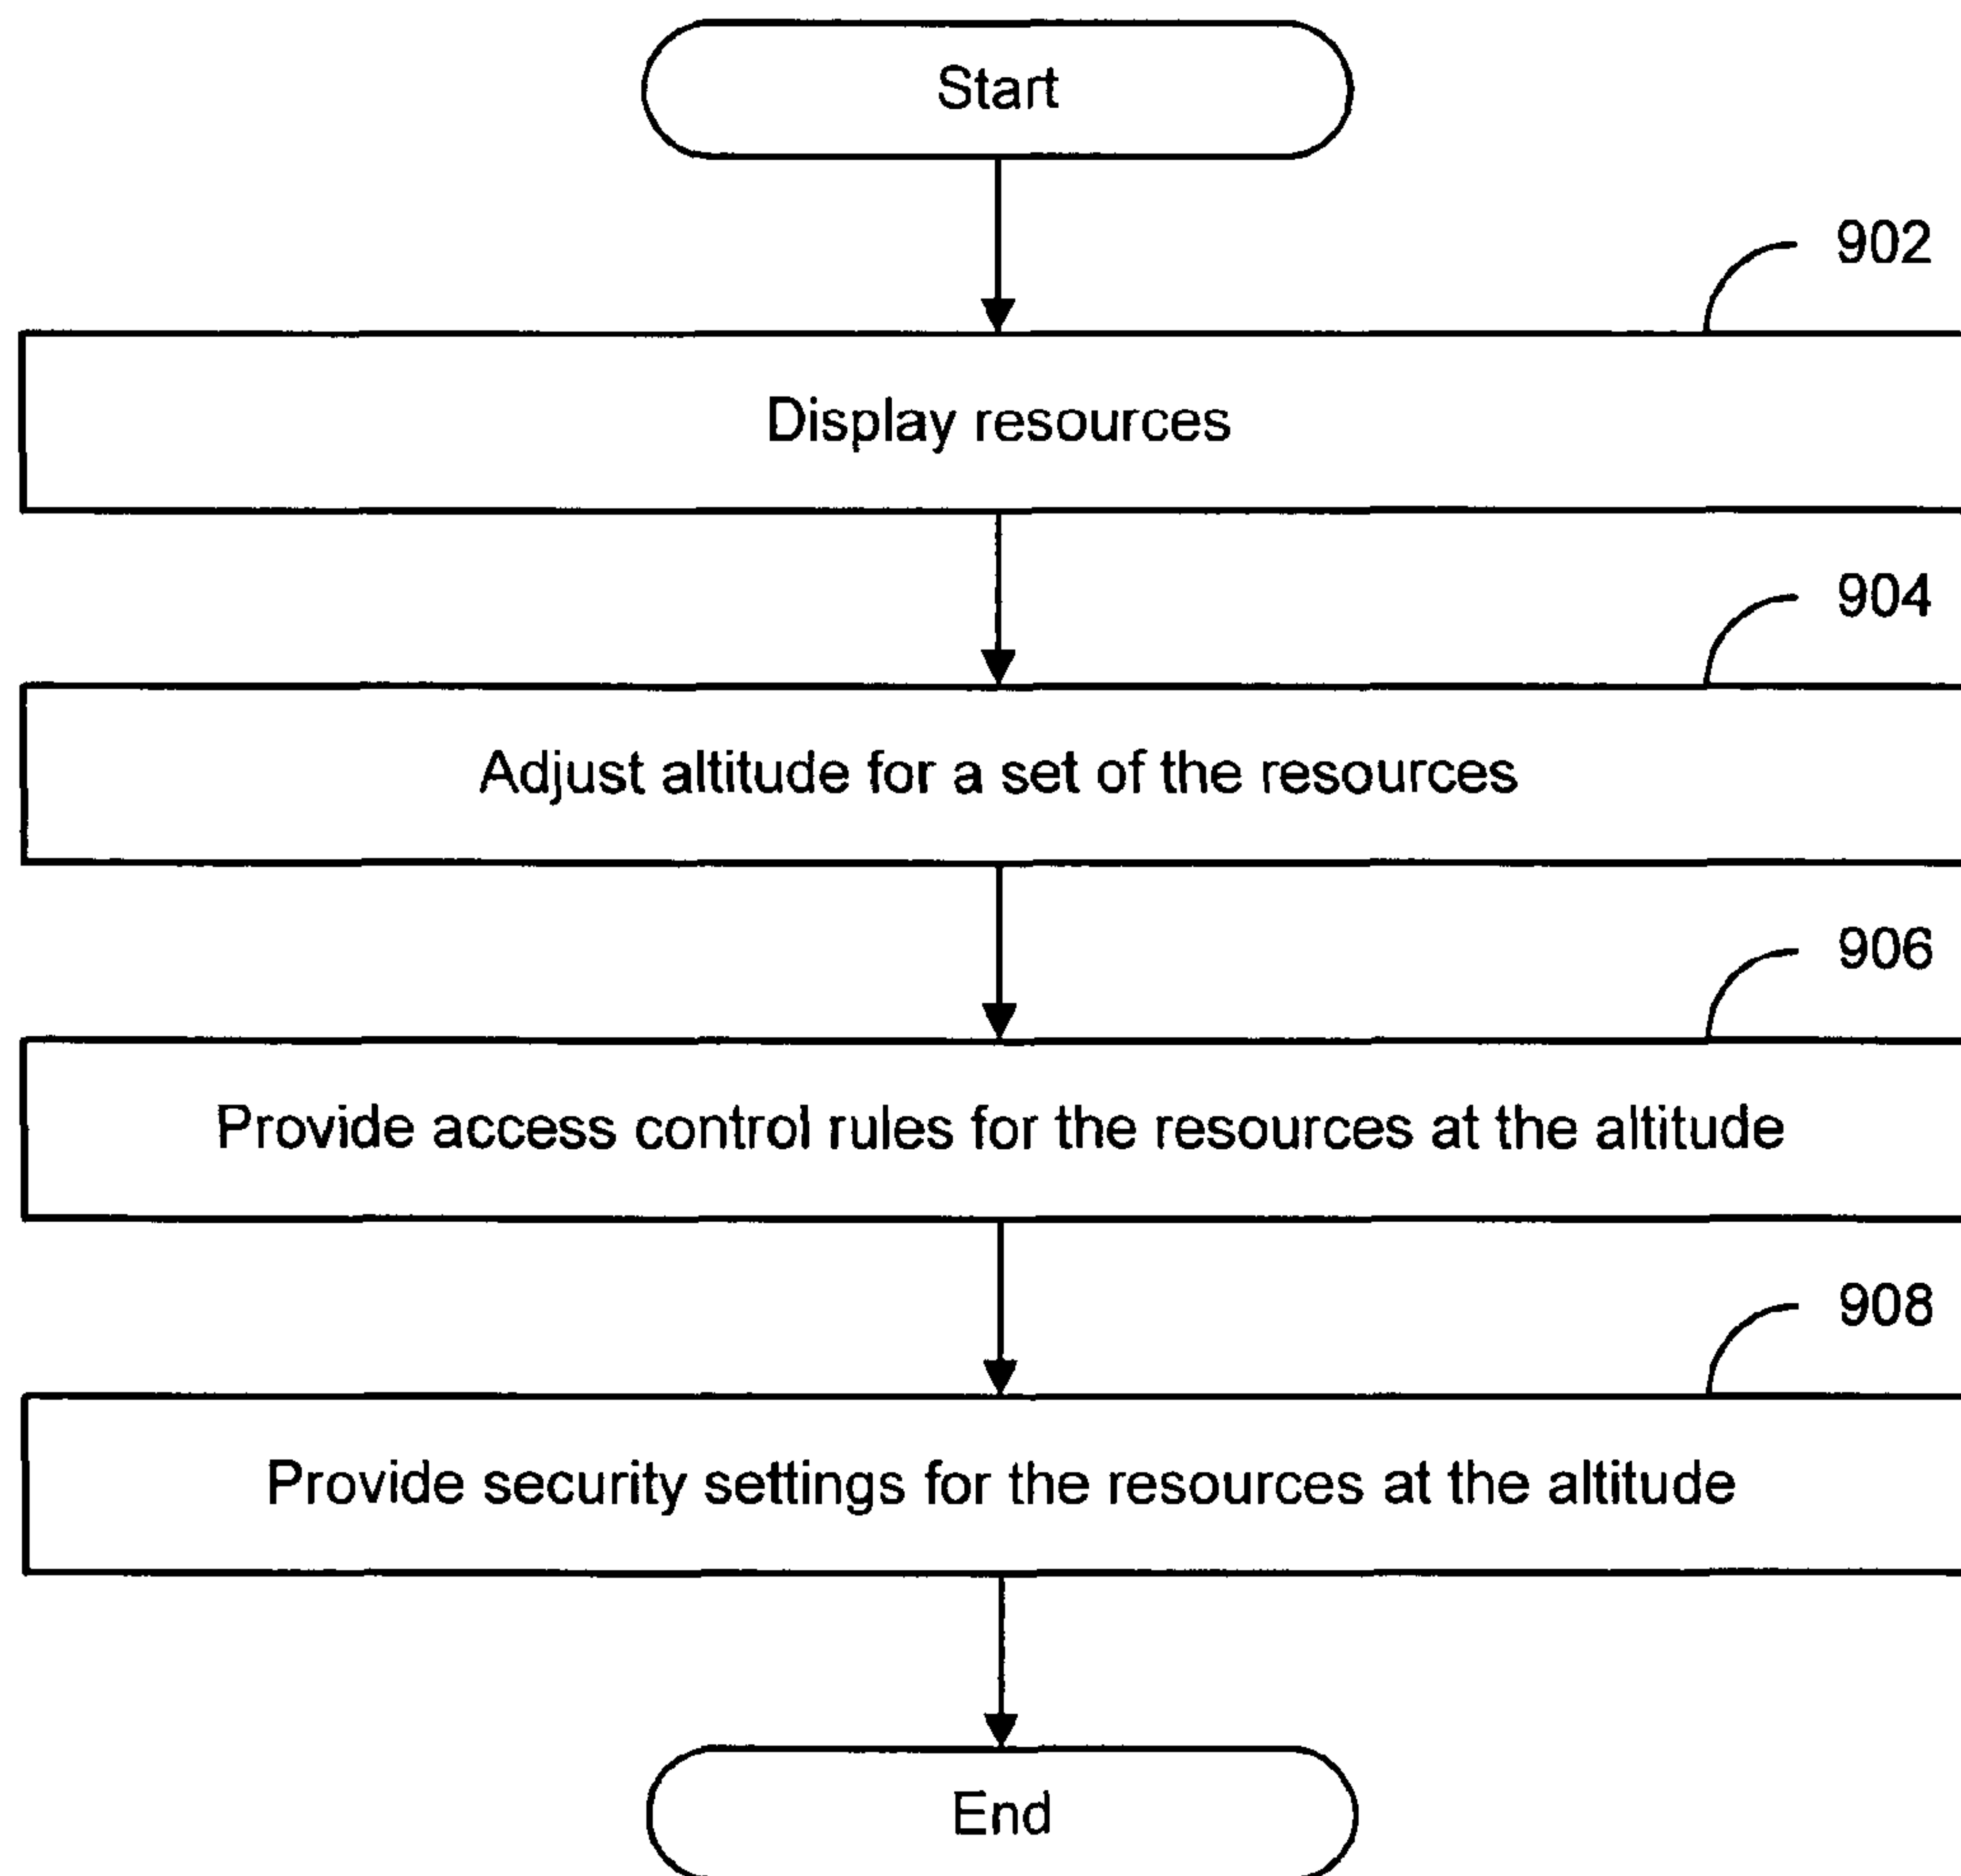 Start
902
Display resources
904
Adjust altitude for a set of the resources
906
Provide access control rules for the resources at the altitude
908
Provide security settings for the resources at the altitude
End